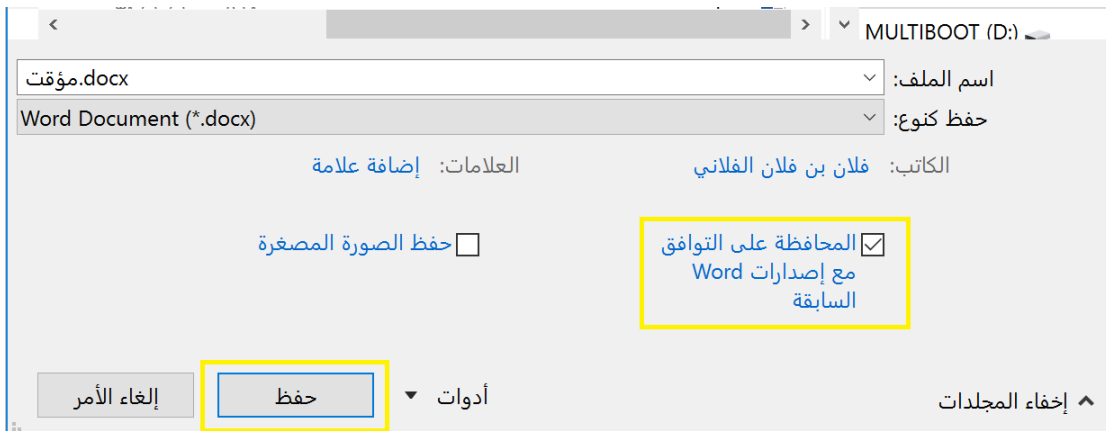 MULTIBOOT (D:)
اسم الملف: مؤقت.docx
حفظ كنوع: Word Document (*.docx)
الكاتب: فلان بن فلان الفلاني العلامات: إضافة علامة
المحافظة على التوافق
مع إصدارات Word
السابقة
حفظ الصورة المصغرة
إخفاء المجلدات أدوات حفظ إلغاء الأمر